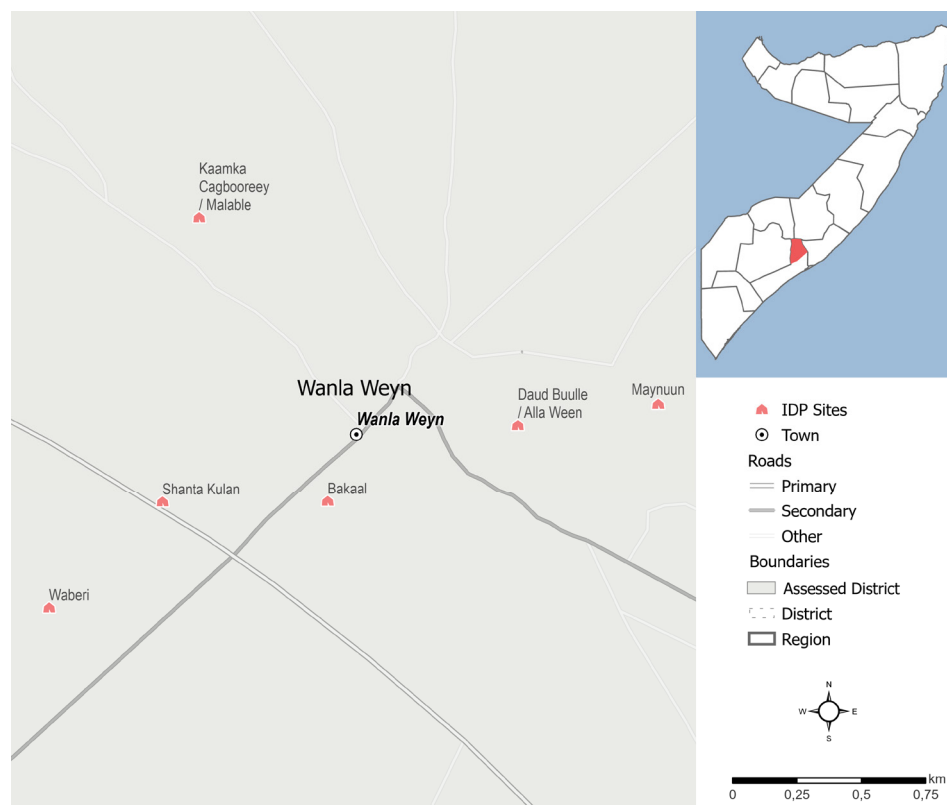 Kaamka
Cagbooreey
/ Malable
Wanla Weyn
Wanla Weyn
Daud Buulle
/ Alla Ween
Maynuun
Shanta Kulan
Bakaal
Waberi
IDP Sites
Town
Roads
Primary
Secondary
Other
Boundaries
Assessed District
District
Region
N
W
E
S
km
0
0,25
0,5
0,75